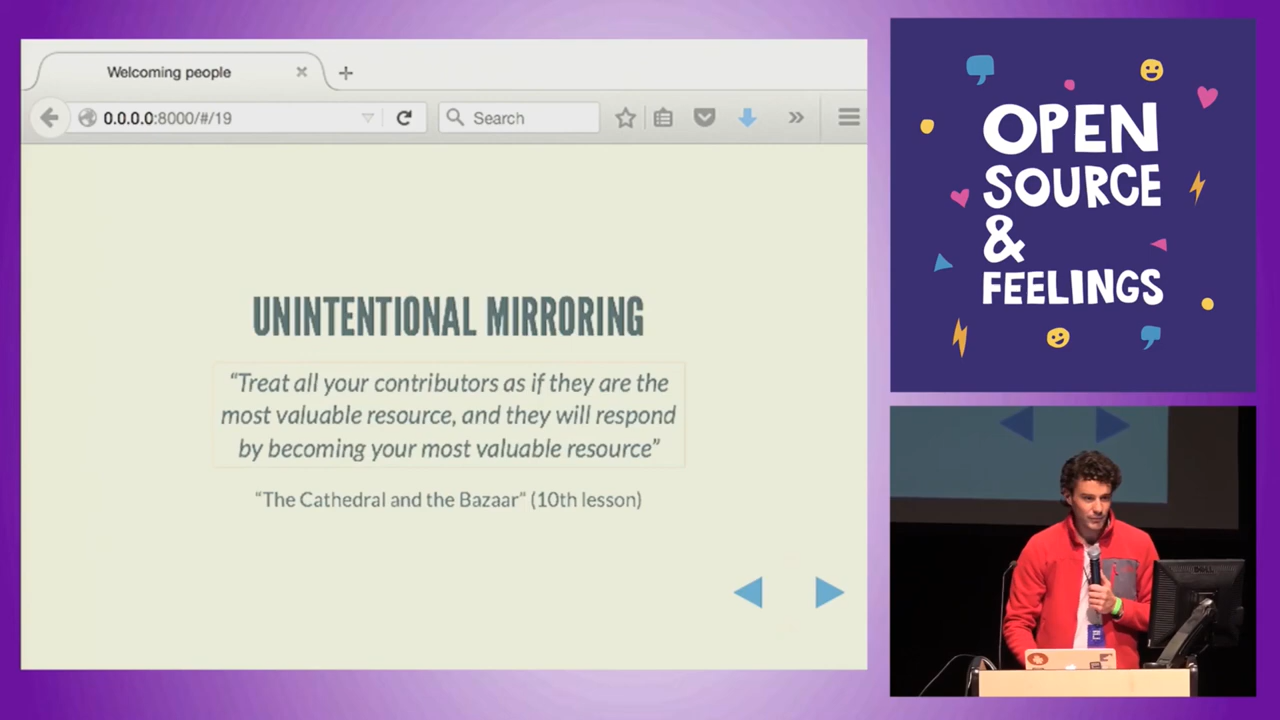 Welcoming people
0.0.0.0:8000/#/19
Search
UNINTENTIONAL MIRRORING
“Treat all your contributors as if they are the
most valuable resource, and they will respond
by becoming your most valuable resource”
“The Cathedral and the Bazaar” (10th lesson)
OPEN
SOURCE
&
FEELINGS
DELL